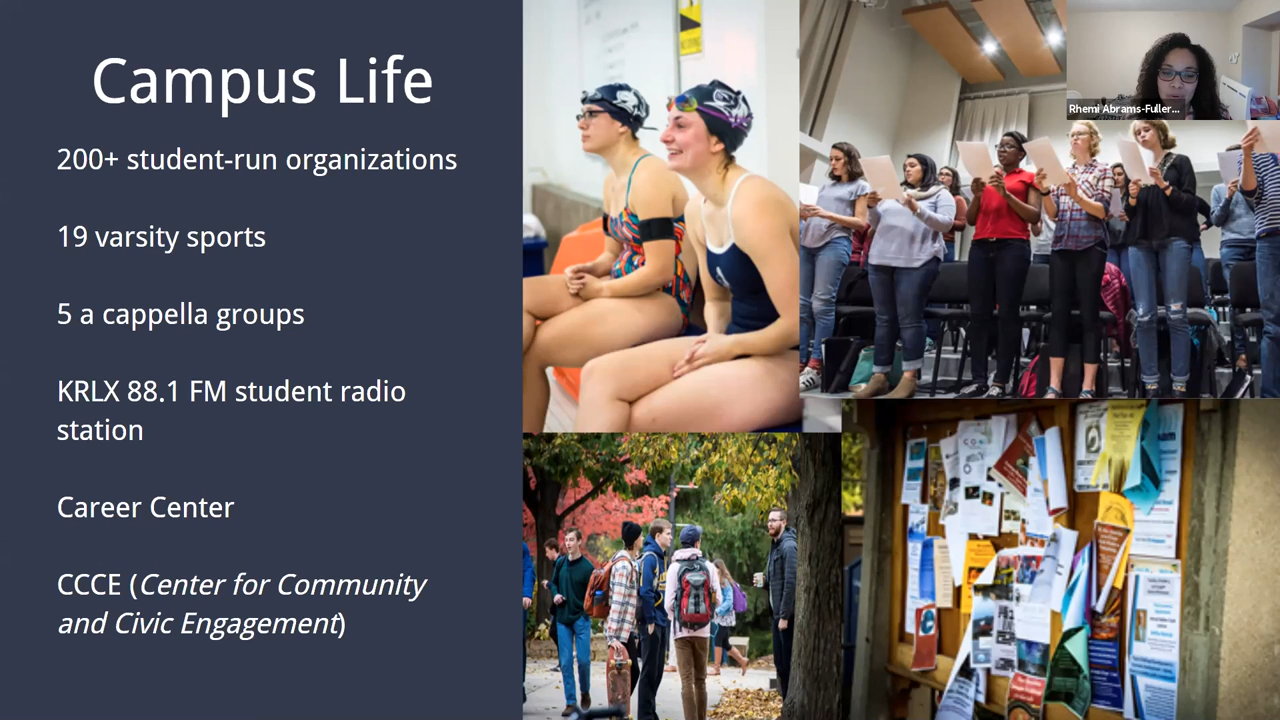 Campus Life
200+ student-run organizations
19 varsity sports
5 a cappella groups
KRLX 88.1 FM student radio
station
Career Center
CCCE (Center for Community
and Civic Engagement)
Rhemi Abrams-Fuller...